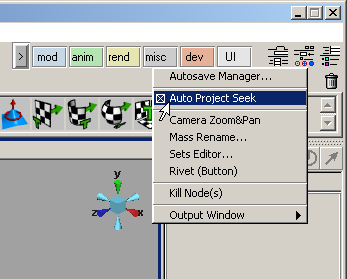 > mod anim rend misc dev UI
Autosave Manager...
Auto Project Seek
Camera Zoom&Pan
Mass Rename...
Sets Editor...
Rivet (Button)
Kill Node(s)
Output Window
y
z x